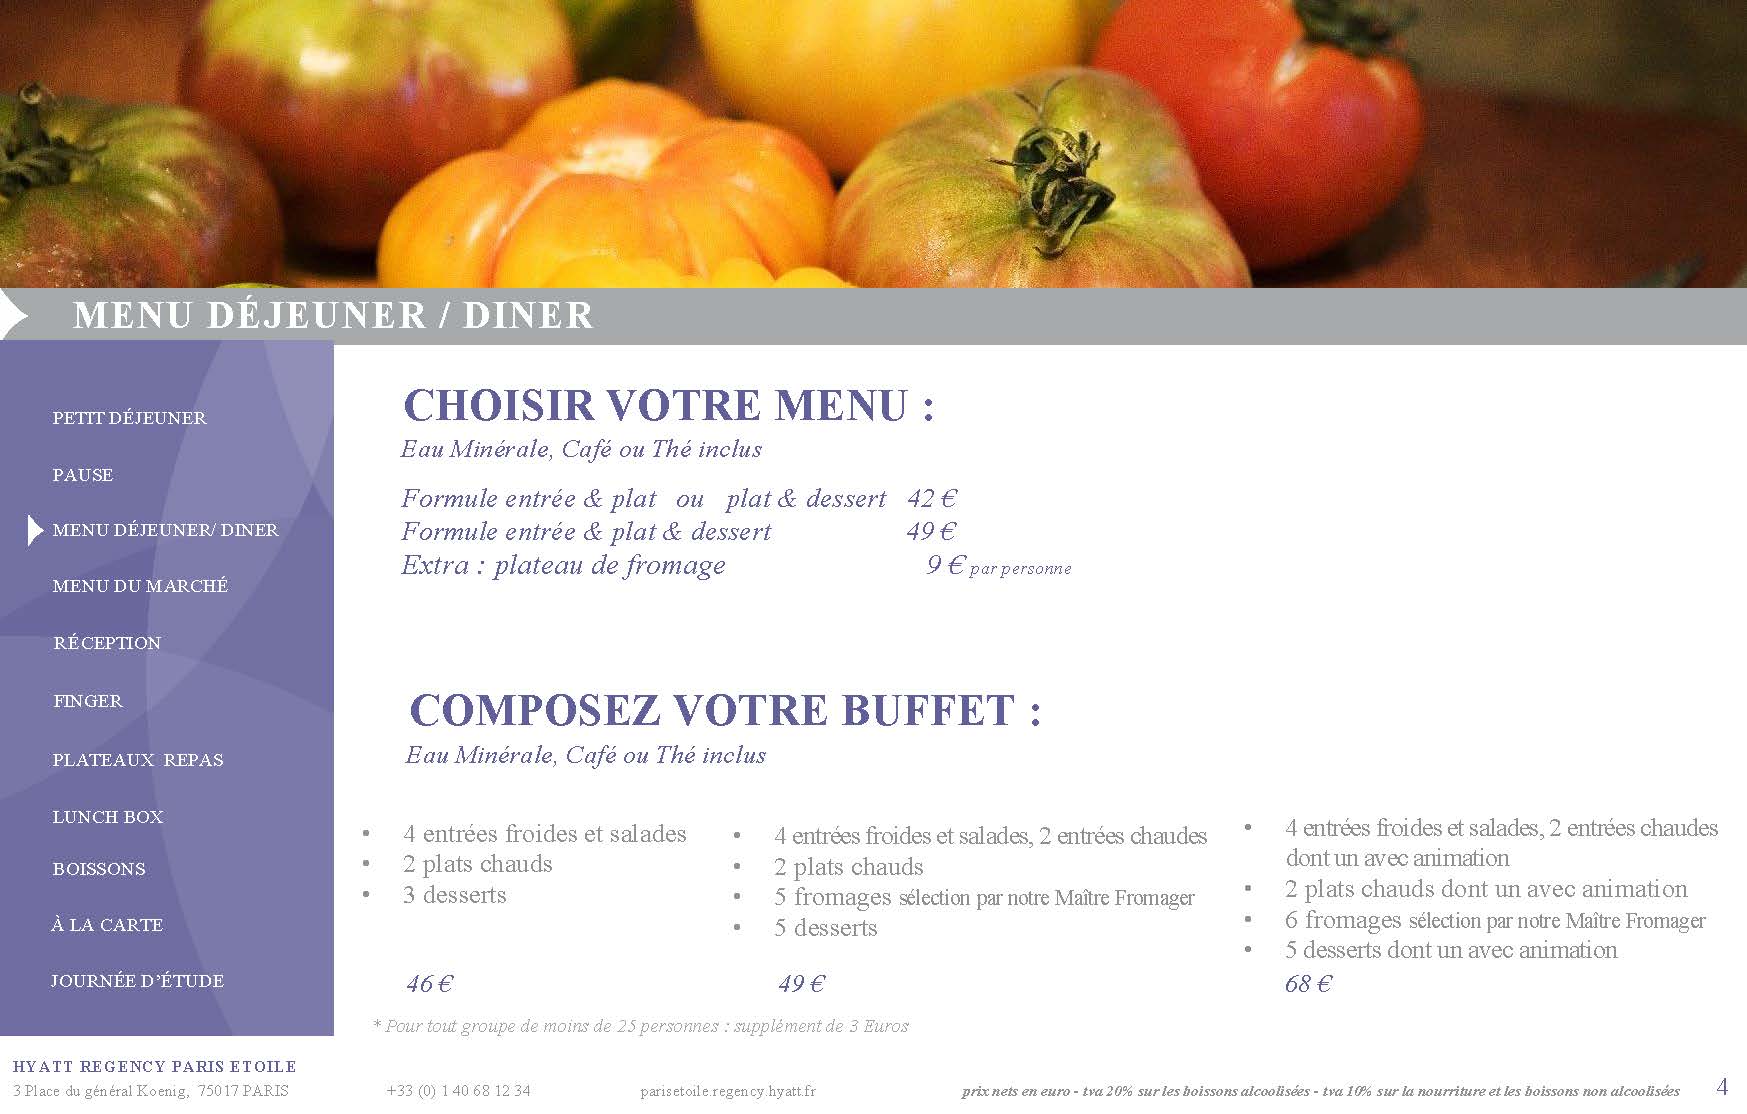 MENU DÉJEUNER / DINER
PETIT DÉJEUNER
PAUSE
MENU DÉJEUNER/ DINER
MENU DU MARCHÉ
RÉCEPTION
FINGER
PLATEAUX REPAS
LUNCH BOX
BOISSONS
À LA CARTE
JOURNÉE D’ÉTUDE
CHOISIR VOTRE MENU :
Eau Minérale, Café ou Thé inclus
Formule entrée & plat ou plat & dessert 42 €
Formule entrée & plat & dessert 49 €
Extra : plateau de fromage 9 € par personne
COMPOSEZ VOTRE BUFFET :
Eau Minérale, Café ou Thé inclus
• 4 entrées froides et salades
• 2 plats chauds
• 3 desserts
46 €
• 4 entrées froides et salades, 2 entrées chaudes
• 2 plats chauds
• 5 fromages sélection par notre Maître Fromager
• 5 desserts
49 €
• 4 entrées froides et salades, 2 entrées chaudes
dont un avec animation
• 2 plats chauds dont un avec animation
• 6 fromages sélection par notre Maître Fromager
• 5 desserts dont un avec animation
68 €
* Pour tout groupe de moins de 25 personnes : supplément de 3 Euros
HYATT REGENCY PARIS ETOILE
3 Place du général Koenig, 75017 PARIS +33 (0) 1 40 68 12 34 parisetoile.regency.hyatt.fr prix nets en euro - tva 20% sur les boissons alcoolisées - tva 10% sur la nourriture et les boissons non alcoolisées 4